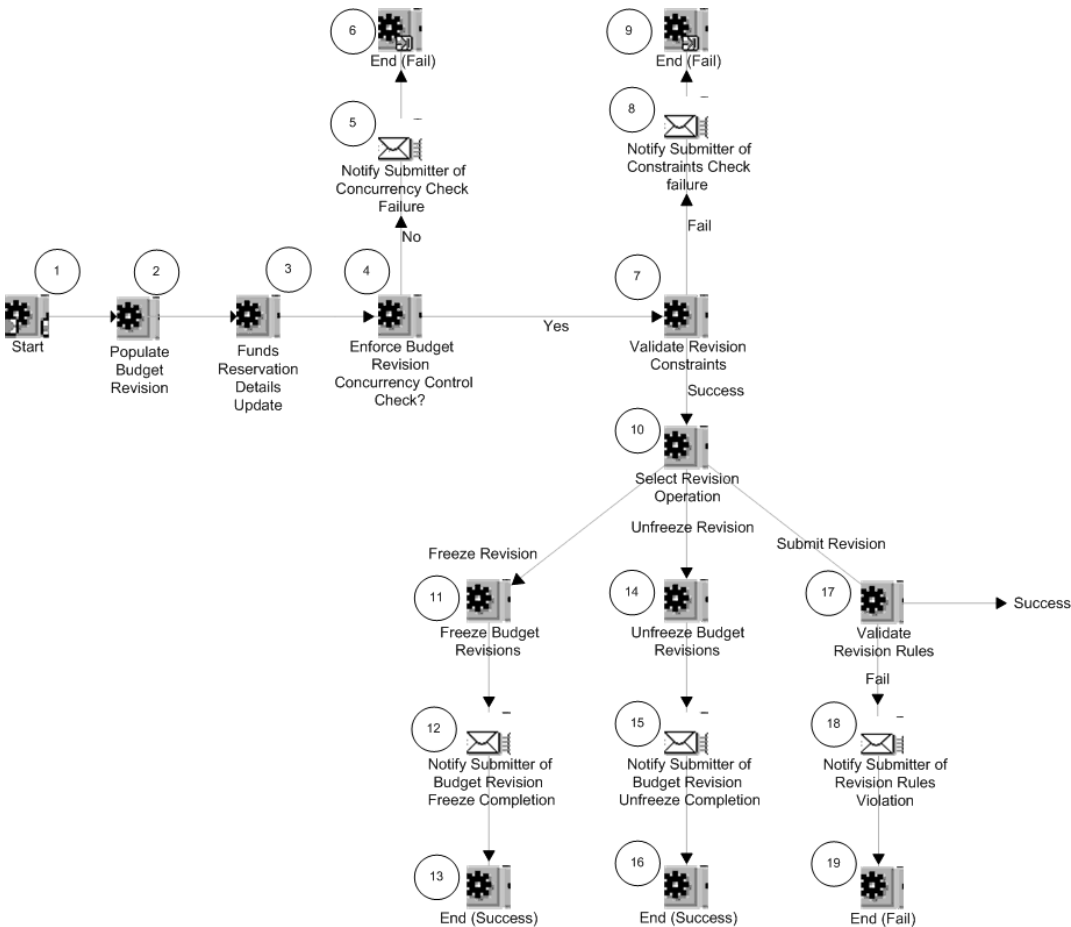 6
End (Fail)
9
End (Fail)
5
Notify Submitter of
Concurrency Check
Failure
8
Notify Submitter of
Constraints Check
failure
No
Fail
1
Start
2
Populate
Budget
Revision
3
Funds
Reservation
Details
Update
4
Enforce Budget
Revision
Concurrency Control
Check?
Yes
7
Validate Revision
Constraints
Success
10
Select Revision
Operation
Freeze Revision
Unfreeze Revision
Submit Revision
11
Freeze Budget
Revisions
14
Unfreeze Budget
Revisions
17
Validate
Revision Rules
Success
Fail
12
Notify Submitter of
Budget Revision
Freeze Completion
15
Notify Submitter of
Budget Revision
Unfreeze Completion
18
Notify Submitter of
Revision Rules
Violation
13
End (Success)
16
End (Success)
19
End (Fail)